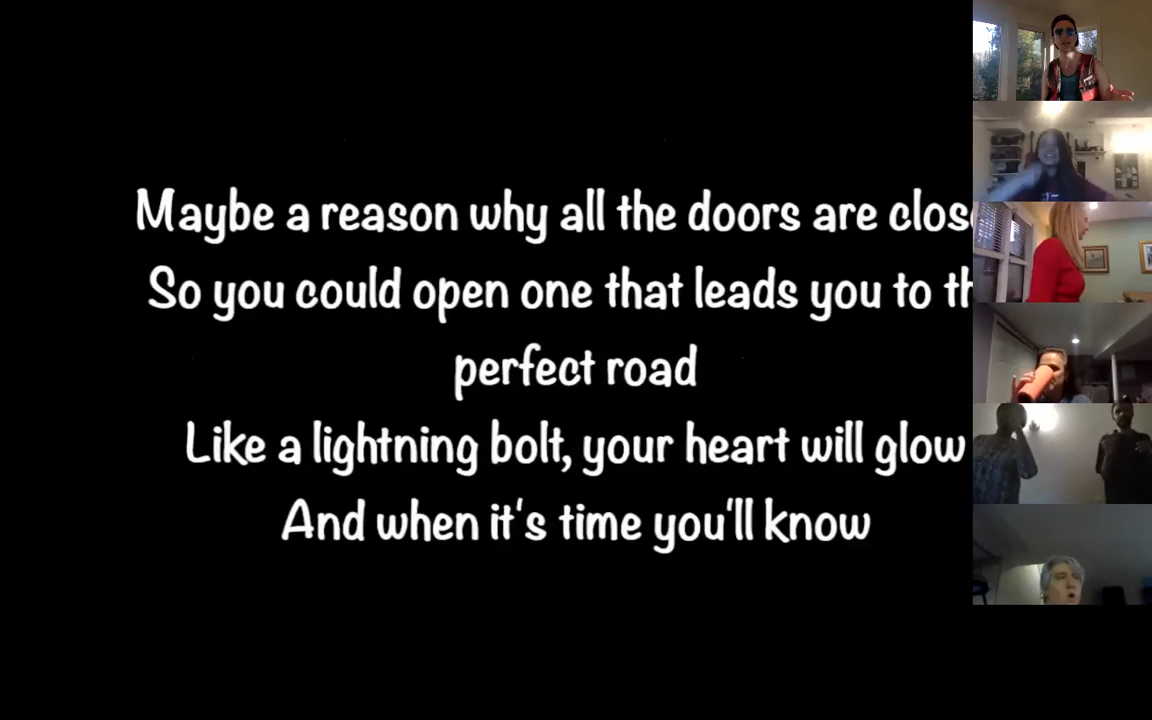 Maybe a reason why all the doors are close
So you could open one that leads you to th
perfect road
Like a lightning bolt, your heart will glow
And when it's time you'll know